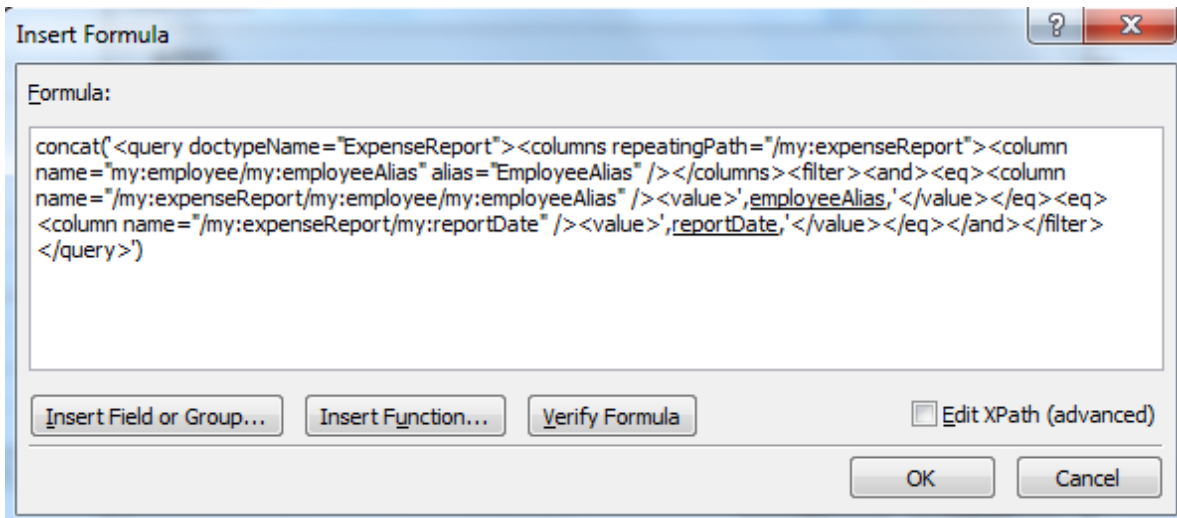 Insert Formula
Formula:
concat('<query doctypeName="ExpenseReport"><columns repeatingPath="/my:expenseReport"><column
name="my:employee/my:employeeAlias" alias="EmployeeAlias" /></columns><filter><and><eq><column
name="/my:expenseReport/my:employee/my:employeeAlias" /><value>',employeeAlias,'</value></eq><eq>
<column name="/my:expenseReport/my:reportDate" /><value>',reportDate,'</value></eq></and></filter>
</query>')
Insert Field or Group... Insert Function... Verify Formula Edit XPath (advanced)
OK Cancel